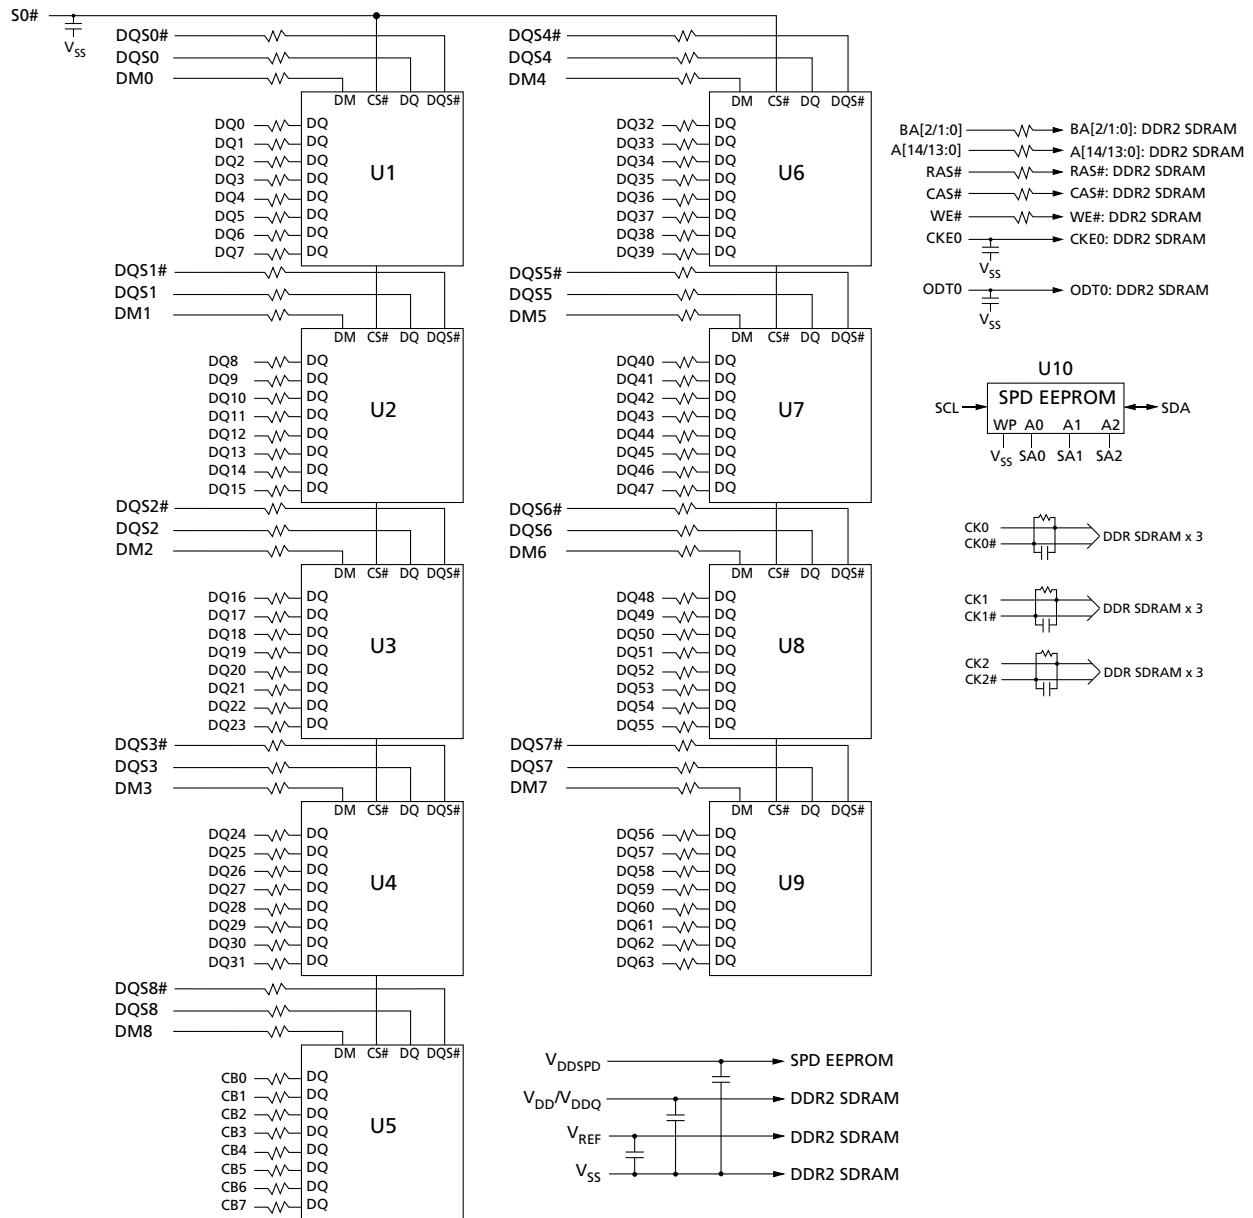 S0#
VSS
DQS0#
DQS0
DM0
DM CS# DQ DQS#
DQ0 DQ
DQ1 DQ
DQ2 DQ
DQ3 DQ
DQ4 DQ
DQ5 DQ
DQ6 DQ
DQ7 DQ
U1
DQS1#
DQS1
DM1
DM CS# DQ DQS#
DQ8 DQ
DQ9 DQ
DQ10 DQ
DQ11 DQ
DQ12 DQ
DQ13 DQ
DQ14 DQ
DQ15 DQ
U2
DQS2#
DQS2
DM2
DM CS# DQ DQS#
DQ16 DQ
DQ17 DQ
DQ18 DQ
DQ19 DQ
DQ20 DQ
DQ21 DQ
DQ22 DQ
DQ23 DQ
U3
DQS3#
DQS3
DM3
DM CS# DQ DQS#
DQ24 DQ
DQ25 DQ
DQ26 DQ
DQ27 DQ
DQ28 DQ
DQ29 DQ
DQ30 DQ
DQ31 DQ
U4
DQS8#
DQS8
DM8
DM CS# DQ DQS#
CB0 DQ
CB1 DQ
CB2 DQ
CB3 DQ
CB4 DQ
CB5 DQ
CB6 DQ
CB7 DQ
U5
DQS4#
DQS4
DM4
DM CS# DQ DQS#
DQ32 DQ
DQ33 DQ
DQ34 DQ
DQ35 DQ
DQ36 DQ
DQ37 DQ
DQ38 DQ
DQ39 DQ
U6
DQS5#
DQS5
DM5
DM CS# DQ DQS#
DQ40 DQ
DQ41 DQ
DQ42 DQ
DQ43 DQ
DQ44 DQ
DQ45 DQ
DQ46 DQ
DQ47 DQ
U7
DQS6#
DQS6
DM6
DM CS# DQ DQS#
DQ48 DQ
DQ49 DQ
DQ50 DQ
DQ51 DQ
DQ52 DQ
DQ53 DQ
DQ54 DQ
DQ55 DQ
U8
DQS7#
DQS7
DM7
DM CS# DQ DQS#
DQ56 DQ
DQ57 DQ
DQ58 DQ
DQ59 DQ
DQ60 DQ
DQ61 DQ
DQ62 DQ
DQ63 DQ
U9
BA[2/1:0] BA[2/1:0]: DDR2 SDRAM
A[14/13:0] A[14/13:0]: DDR2 SDRAM
RAS# RAS#: DDR2 SDRAM
CAS# CAS#: DDR2 SDRAM
WE# WE#: DDR2 SDRAM
CKE0 CKE0: DDR2 SDRAM
VSS
ODT0 ODT0: DDR2 SDRAM
VSS
U10
SPD EEPROM
SCL SDA
WP A0 A1 A2
VSS SA0 SA1 SA2
CK0
CK0#
DDR SDRAM x 3
CK1
CK1#
DDR SDRAM x 3
CK2
CK2#
DDR SDRAM x 3
VDDSPD SPD EEPROM
VDD/VDDQ DDR2 SDRAM
VREF DDR2 SDRAM
VSS DDR2 SDRAM